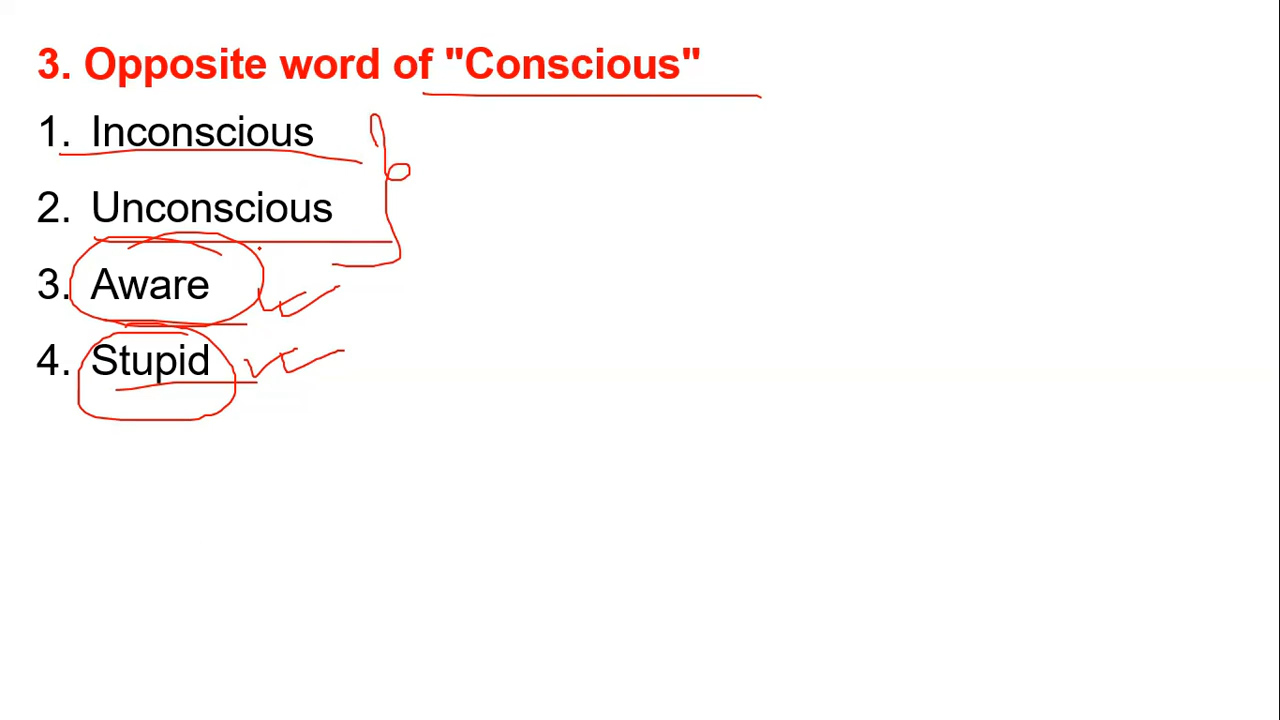 3. Opposite word of "Conscious"
1. Inconscious
2. Unconscious
3. Aware
4. Stupid